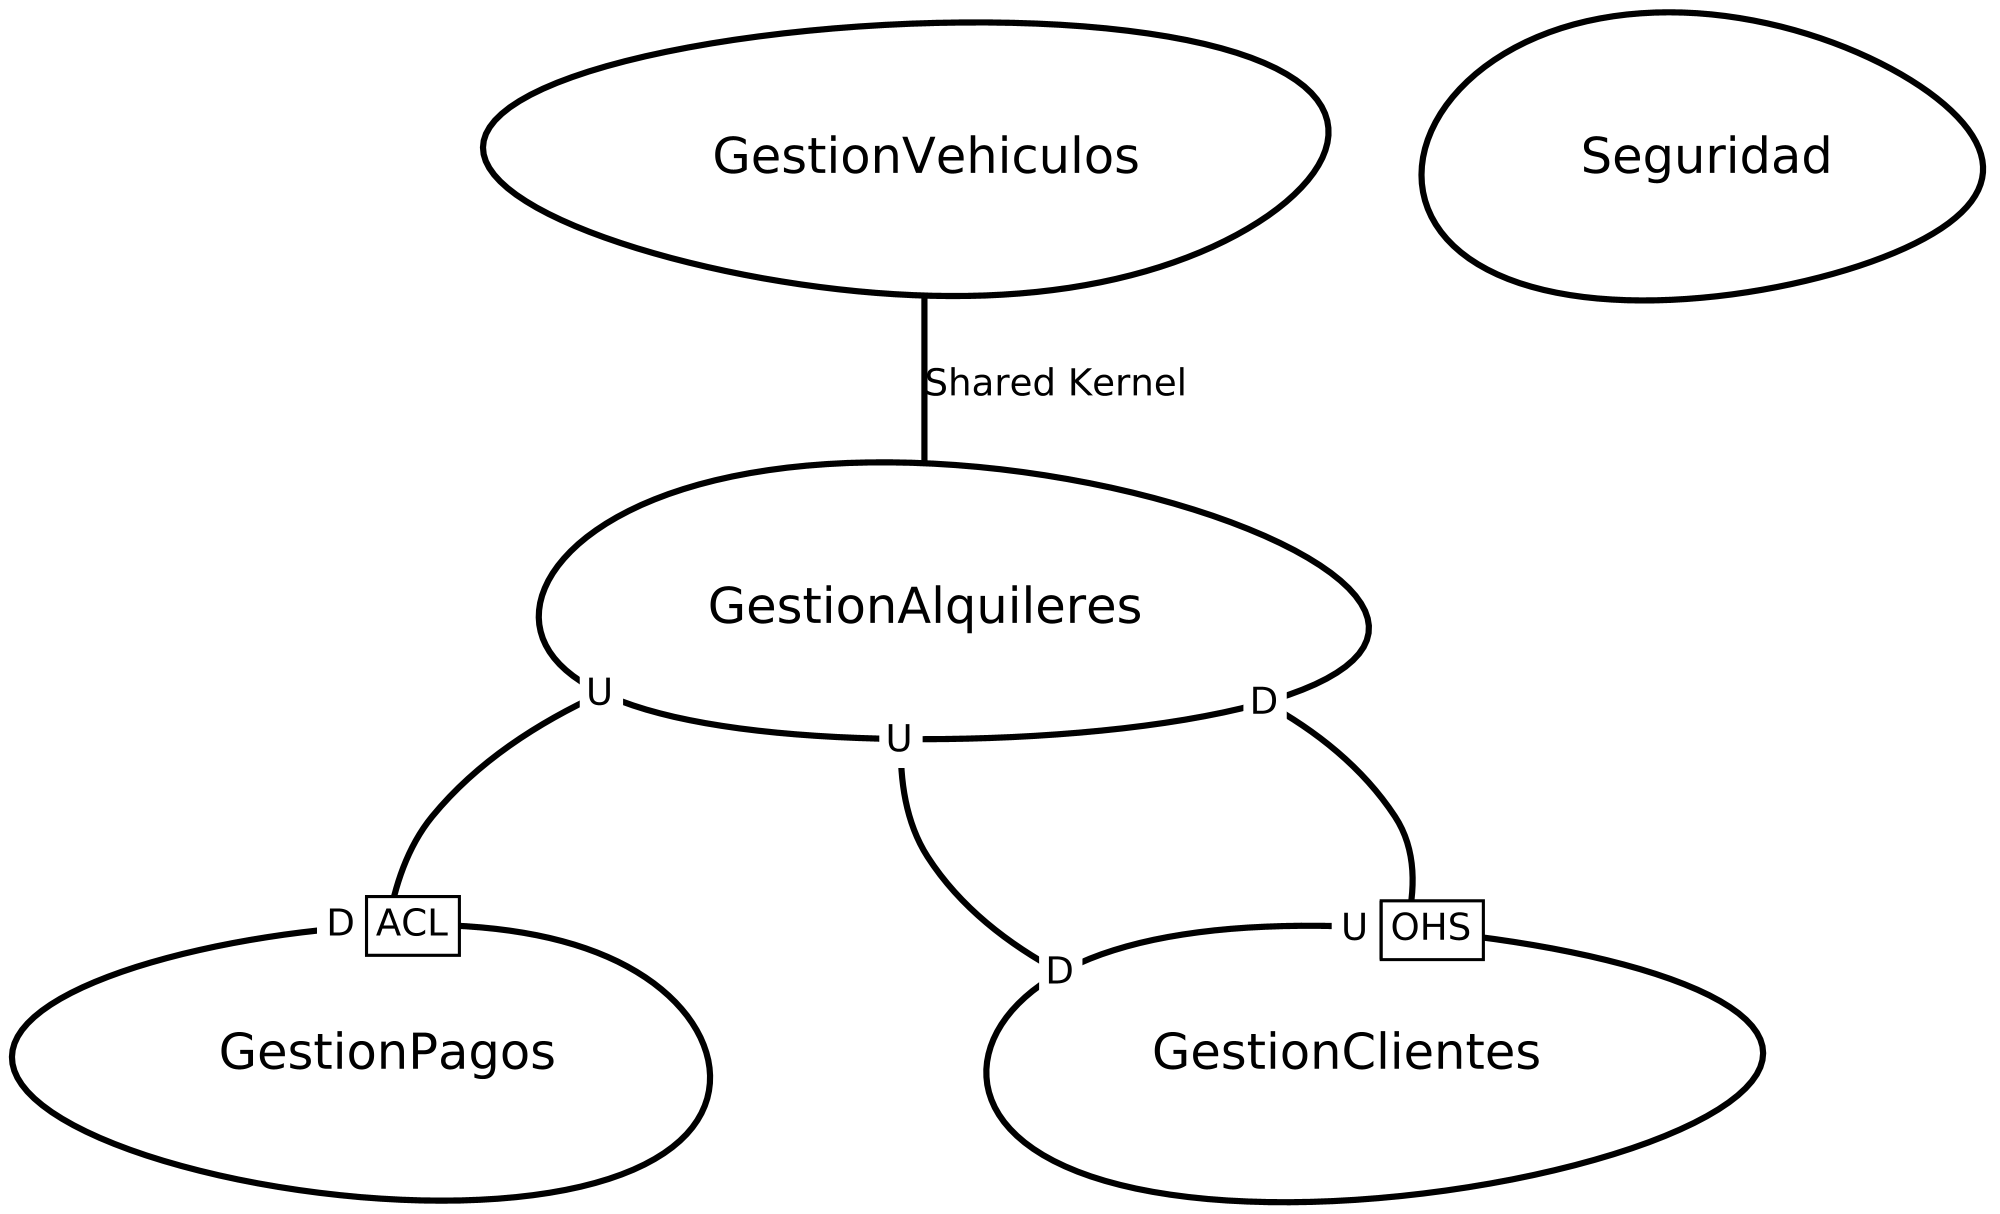 GestionVehiculos
Seguridad
Shared Kernel
GestionAlquileres
U
U
D
D
ACL
D
U
OHS
GestionPagos
GestionClientes